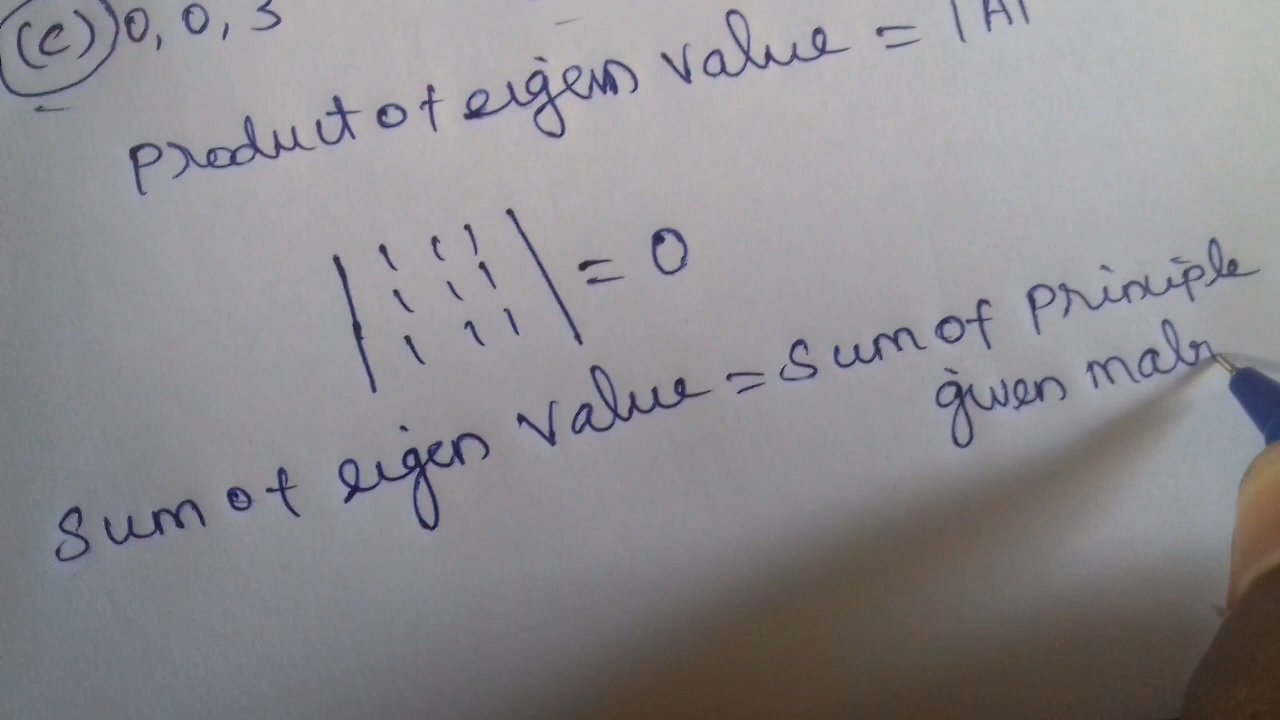 (C) 0, 0, 3
Product of eigen value = |A|
| 1 1 1 |
| 1 1 1 | = 0
| 1 1 1 |
Sum of eigen value = Sum of Principle
given mat